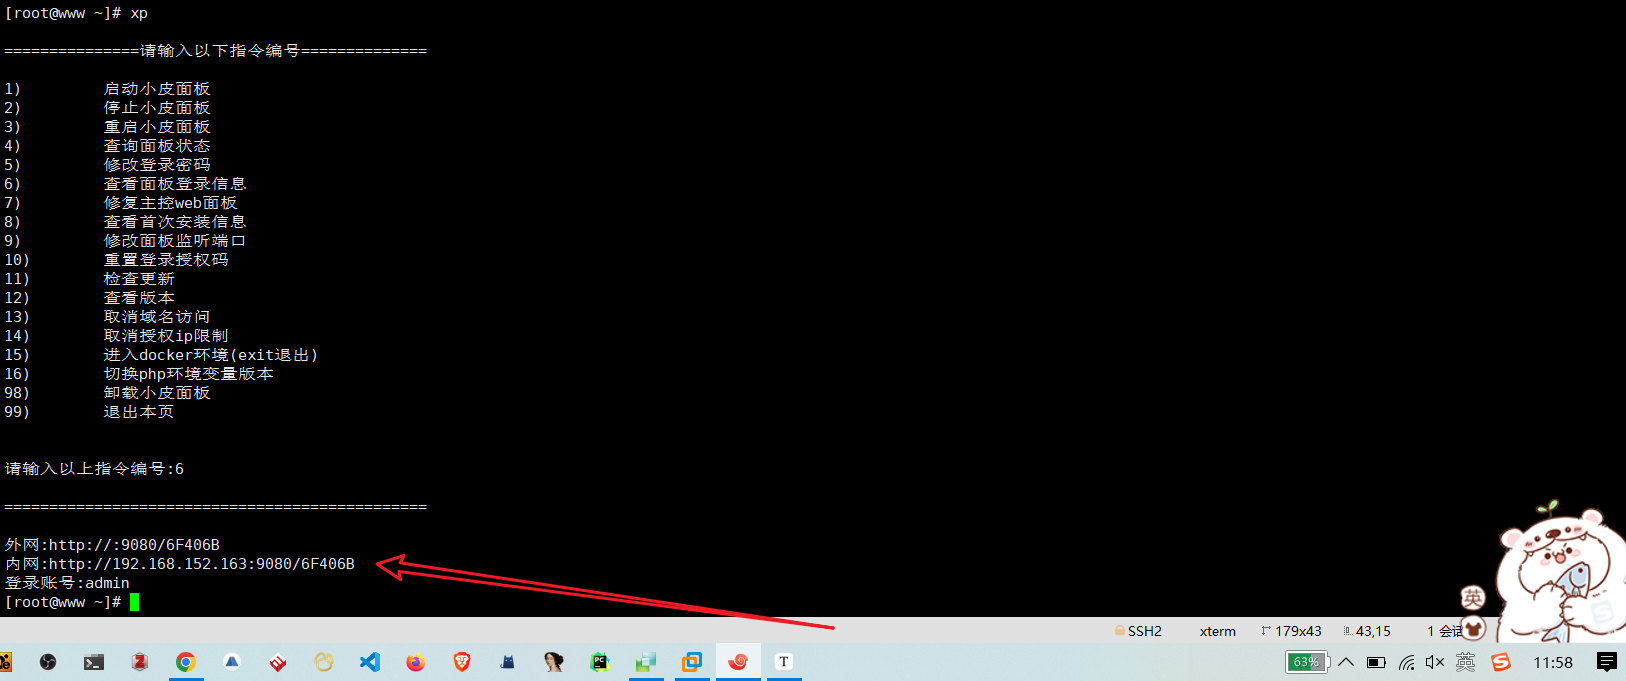 [root@www ~]# xp
===============请输入以下指令编号==============
1) 启动小皮面板
2) 停止小皮面板
3) 重启小皮面板
4) 查询面板状态
5) 修改登录密码
6) 查看面板登录信息
7) 修复主控web面板
8) 查看首次安装信息
9) 修改面板监听端口
10) 重置登录授权码
11) 检查更新
12) 查看版本
13) 取消域名访问
14) 取消授权ip限制
15) 进入docker环境(exit退出)
16) 切换php环境变量版本
98) 卸载小皮面板
99) 退出本页
请输入以上指令编号:6
===============================================
外网:http://:9080/6F406B
内网:http://192.168.152.163:9080/6F406B
登录账号:admin
[root@www ~]#
英
SSH2 xterm 179x43 43,15 1 会话
63% 英 11:58